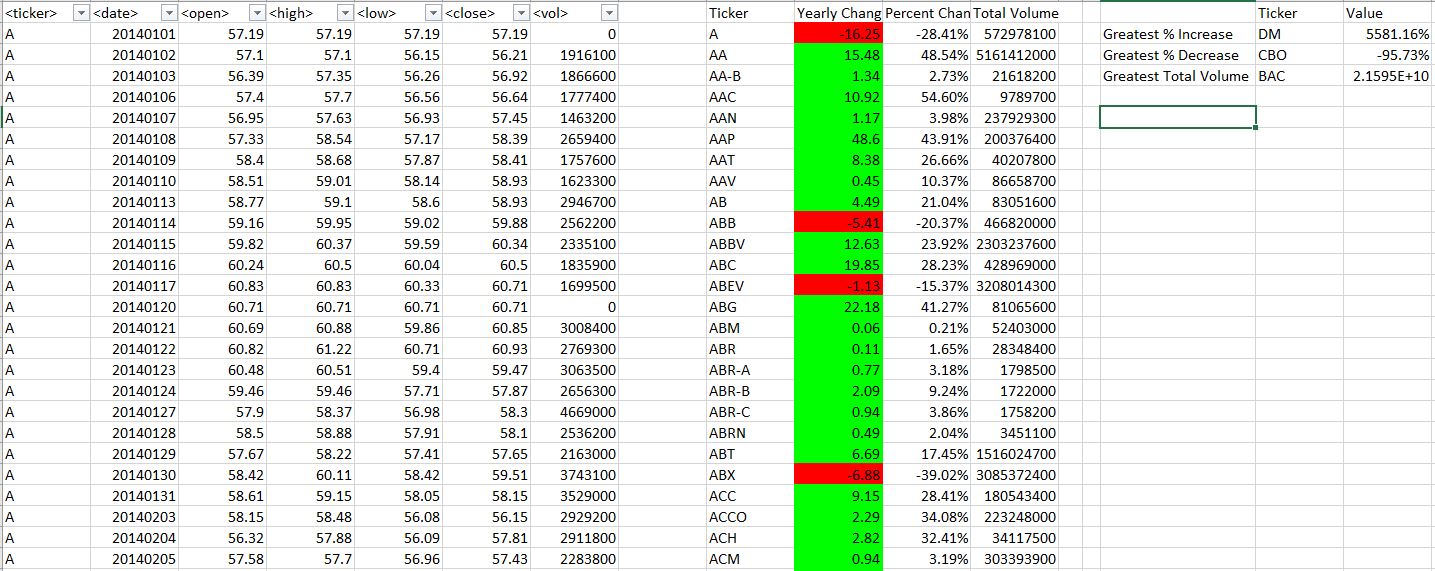 <ticker> <date> <open> <high> <low> <close> <vol> Ticker Yearly Chang Percent Chan Total Volume Ticker Value
A 20140101 57.19 57.19 57.19 57.19 0 A -16.25 -28.41% 572978100 Greatest % Increase DM 5581.16%
A 20140102 57.1 57.1 56.15 56.21 1916100 AA 15.48 48.54% 5161412000 Greatest % Decrease CBO -95.73%
A 20140103 56.39 57.35 56.26 56.92 1866600 AA-B 1.34 2.73% 21618200 Greatest Total Volume BAC 2.1595E+10
A 20140106 57.4 57.7 56.56 56.64 1777400 AAC 10.92 54.60% 9789700
A 20140107 56.95 57.63 56.93 57.45 1463200 AAN 1.17 3.98% 237929300
A 20140108 57.33 58.54 57.17 58.39 2659400 AAP 48.6 43.91% 200376400
A 20140109 58.4 58.68 57.87 58.41 1757600 AAT 8.38 26.66% 40207800
A 20140110 58.51 59.01 58.14 58.93 1623300 AAV 0.45 10.37% 86658700
A 20140113 58.77 59.1 58.6 58.93 2946700 AB 4.49 21.04% 83051600
A 20140114 59.16 59.95 59.02 59.88 2562200 ABB -5.41 -20.37% 466820000
A 20140115 59.82 60.37 59.59 60.34 2335100 ABBV 12.63 23.92% 2303237600
A 20140116 60.24 60.5 60.04 60.5 1835900 ABC 19.85 28.23% 428969000
A 20140117 60.83 60.83 60.33 60.71 1699500 ABEV -1.13 -15.37% 3208014300
A 20140120 60.71 60.71 60.71 60.71 0 ABG 22.18 41.27% 81065600
A 20140121 60.69 60.88 59.86 60.85 3008400 ABM 0.06 0.21% 52403000
A 20140122 60.82 61.22 60.71 60.93 2769300 ABR 0.11 1.65% 28348400
A 20140123 60.48 60.51 59.4 59.47 3063500 ABR-A 0.77 3.18% 1798500
A 20140124 59.46 59.46 57.71 57.87 2656300 ABR-B 2.09 9.24% 1722000
A 20140127 57.9 58.37 56.98 58.3 4669000 ABR-C 0.94 3.86% 1758200
A 20140128 58.5 58.88 57.91 58.1 2536200 ABRN 0.49 2.04% 3451100
A 20140129 57.67 58.22 57.41 57.65 2163000 ABT 6.69 17.45% 1516024700
A 20140130 58.42 60.11 58.42 59.51 3743100 ABX -6.88 -39.02% 3085372400
A 20140131 58.61 59.15 58.05 58.15 3529000 ACC 9.15 28.41% 180543400
A 20140203 58.15 58.48 56.08 56.15 2929200 ACCO 2.29 34.08% 223248000
A 20140204 56.32 57.88 56.09 57.81 2911800 ACH 2.82 32.41% 34117500
A 20140205 57.58 57.7 56.96 57.43 2283800 ACM 0.94 3.19% 303393900